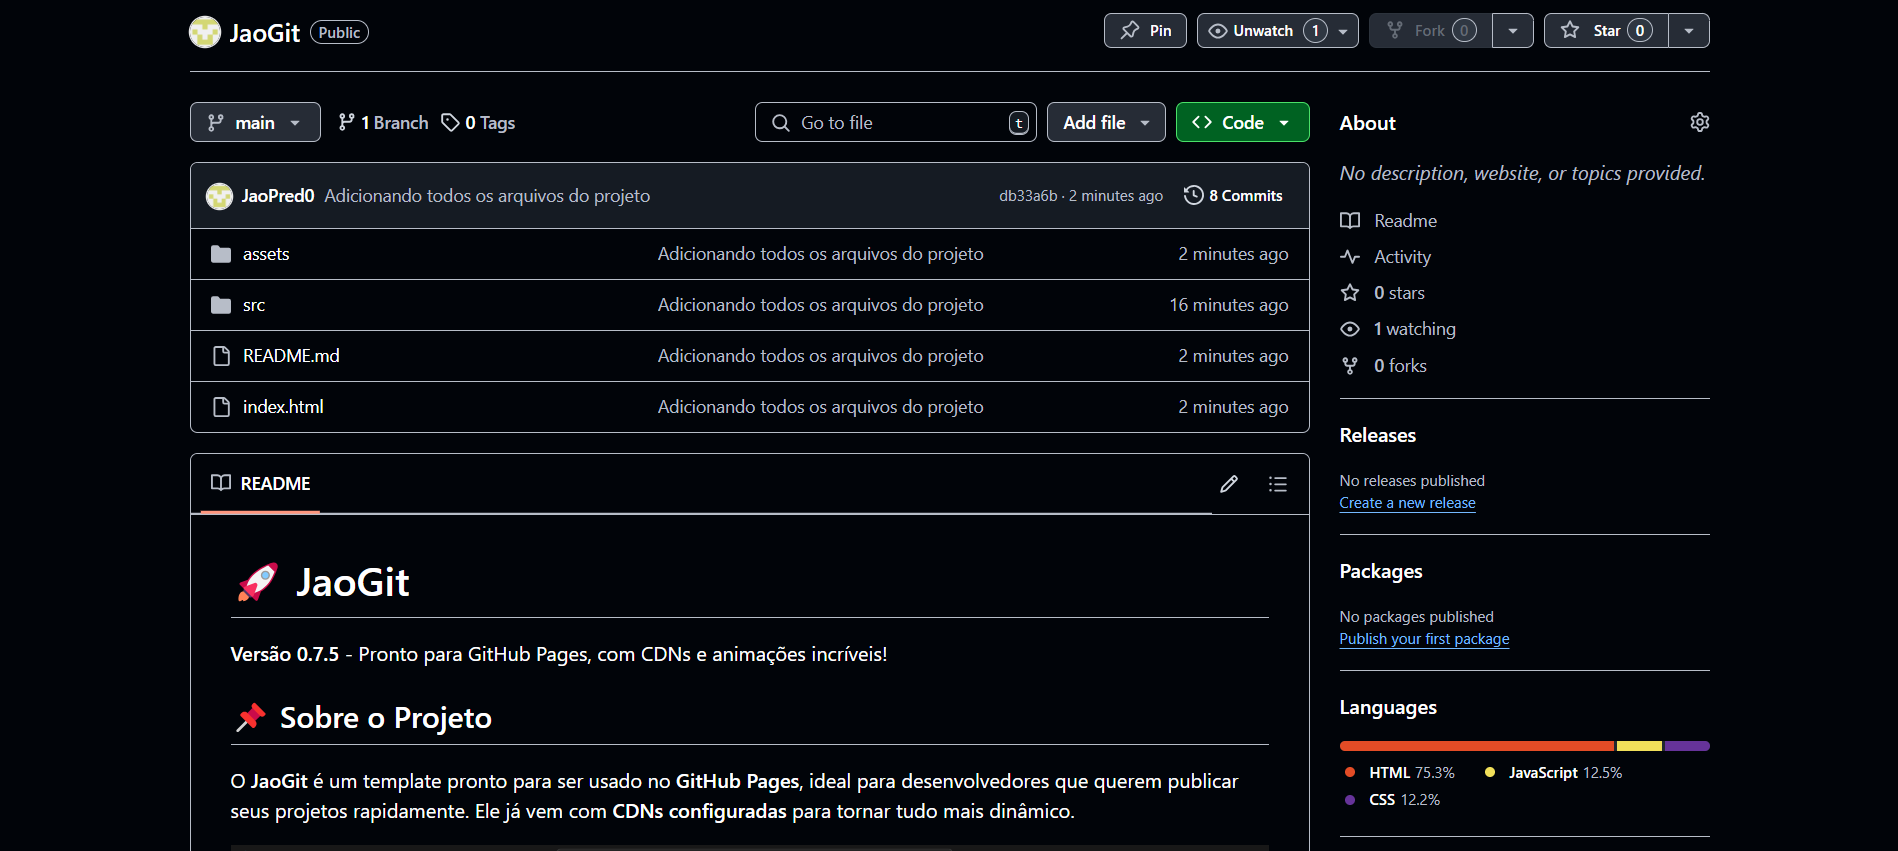 JaoGit Public Pin Unwatch 1 Fork 0 Star 0
main 1 Branch 0 Tags Go to file t Add file Code
JaoPred0 Adicionando todos os arquivos do projeto db33a6b · 2 minutes ago 8 Commits
assets Adicionando todos os arquivos do projeto 2 minutes ago
src Adicionando todos os arquivos do projeto 16 minutes ago
README.md Adicionando todos os arquivos do projeto 2 minutes ago
index.html Adicionando todos os arquivos do projeto 2 minutes ago
README
JaoGit
Versão 0.7.5 - Pronto para GitHub Pages, com CDNs e animações incríveis!
Sobre o Projeto
O JaoGit é um template pronto para ser usado no GitHub Pages, ideal para desenvolvedores que querem publicar
seus projetos rapidamente. Ele já vem com CDNs configuradas para tornar tudo mais dinâmico.
About
No description, website, or topics provided.
Readme
Activity
0 stars
1 watching
0 forks
Releases
No releases published
Create a new release
Packages
No packages published
Publish your first package
Languages
HTML 75.3% JavaScript 12.5%
CSS 12.2%